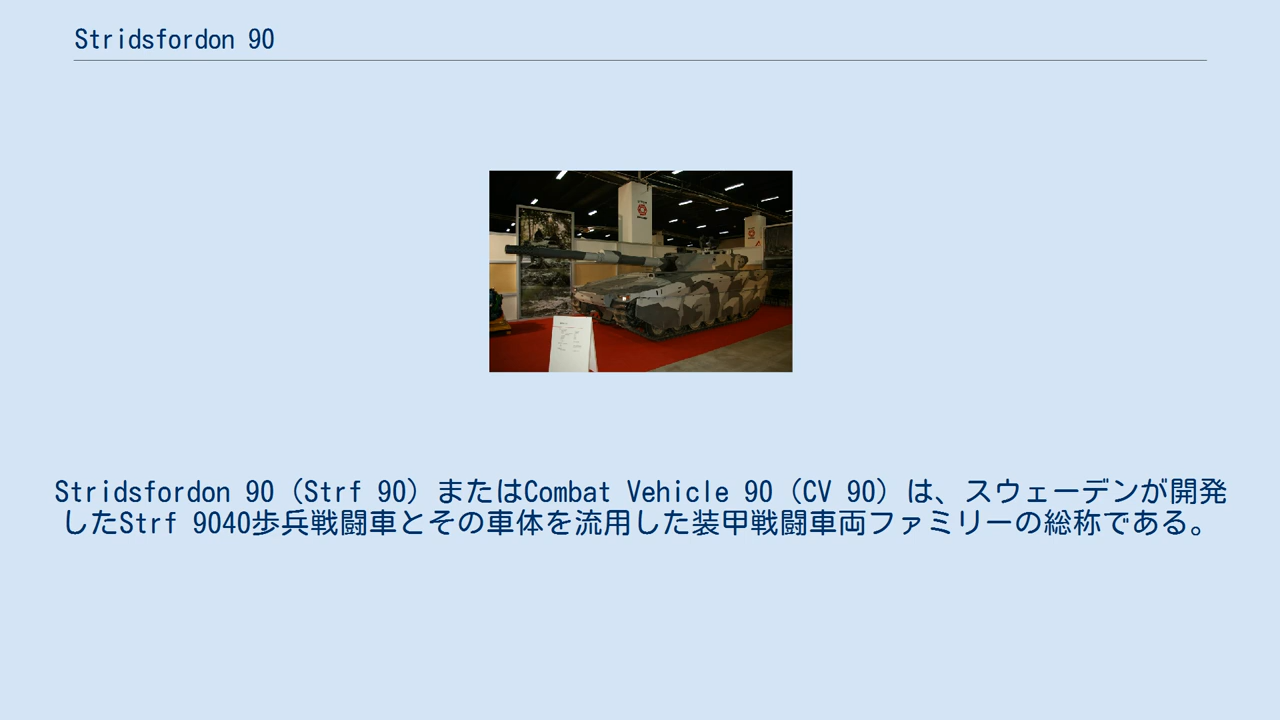 Stridsfordon 90
Stridsfordon 90（Strf 90）またはCombat Vehicle 90（CV 90）は、スウェーデンが開発
したStrf 9040歩兵戦闘車とその車体を流用した装甲戦闘車両ファミリーの総称である。